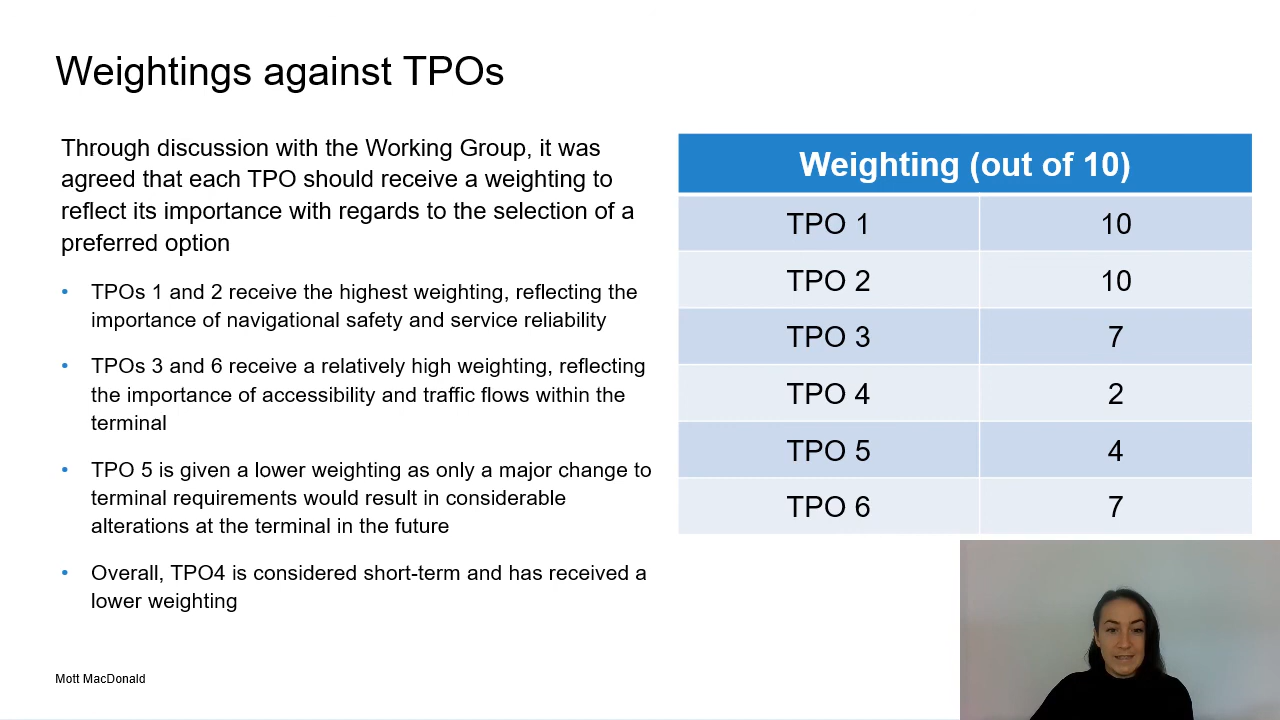 Weightings against TPOs
Through discussion with the Working Group, it was
agreed that each TPO should receive a weighting to
reflect its importance with regards to the selection of a
preferred option
• TPOs 1 and 2 receive the highest weighting, reflecting the
importance of navigational safety and service reliability
• TPOs 3 and 6 receive a relatively high weighting, reflecting
the importance of accessibility and traffic flows within the
terminal
• TPO 5 is given a lower weighting as only a major change to
terminal requirements would result in considerable
alterations at the terminal in the future
• Overall, TPO4 is considered short-term and has received a
lower weighting
Weighting (out of 10)
TPO 1 10
TPO 2 10
TPO 3 7
TPO 4 2
TPO 5 4
TPO 6 7
Mott MacDonald